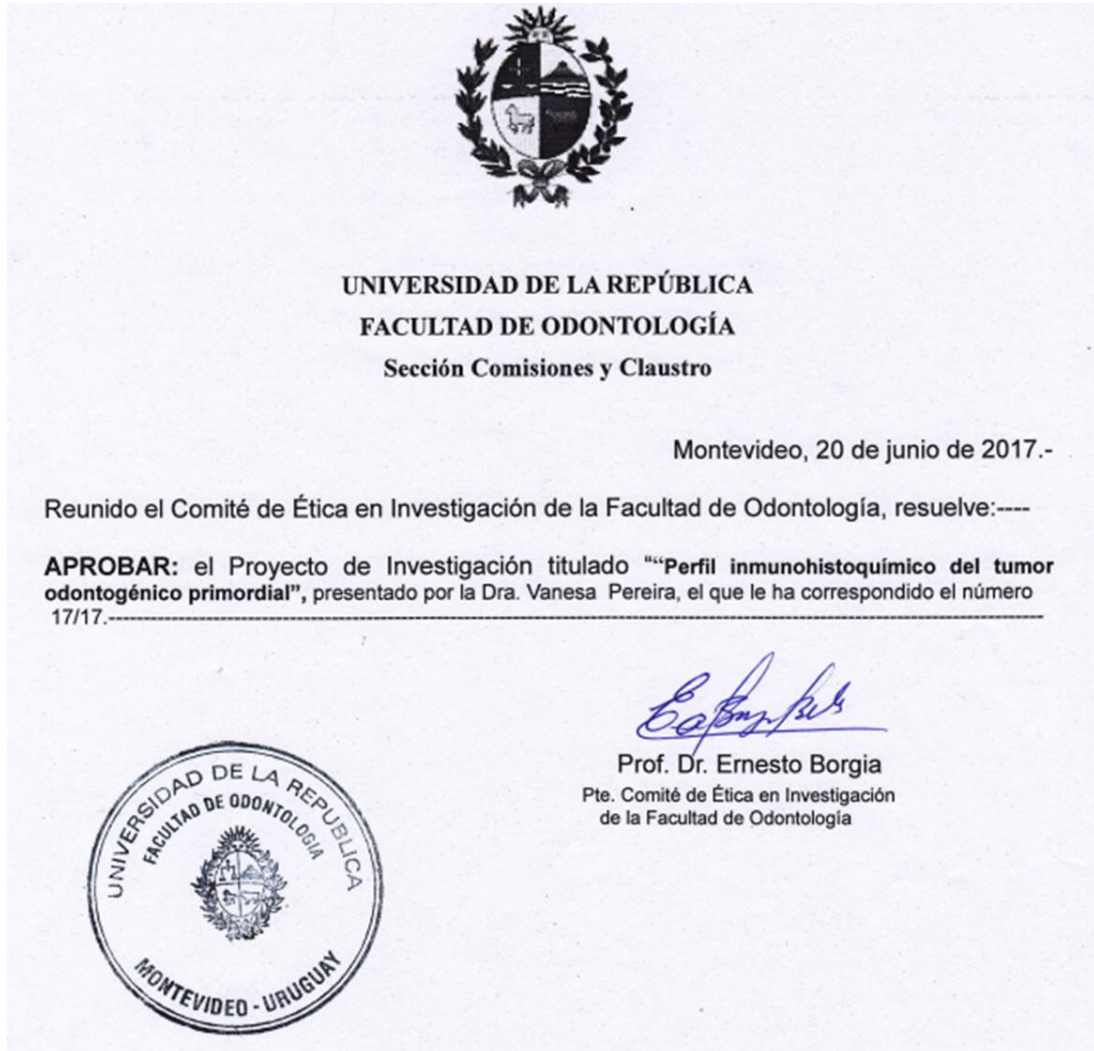 UNIVERSIDAD DE LA REPÚBLICA
FACULTAD DE ODONTOLOGÍA
Sección Comisiones y Claustro
Montevideo, 20 de junio de 2017.-
Reunido el Comité de Ética en Investigación de la Facultad de Odontología, resuelve:----
APROBAR: el Proyecto de Investigación titulado "“Perfil inmunohistoquímico del tumor
odontogénico primordial”, presentado por la Dra. Vanesa Pereira, el que le ha correspondido el número
17/17.-----------------------------------------------------------------------------------------------
Prof. Dr. Ernesto Borgia
Pte. Comité de Ética en Investigación
de la Facultad de Odontología
UNIVERSIDAD DE LA REPUBLICA
FACULTAD DE ODONTOLOGIA
MONTEVIDEO - URUGUAY